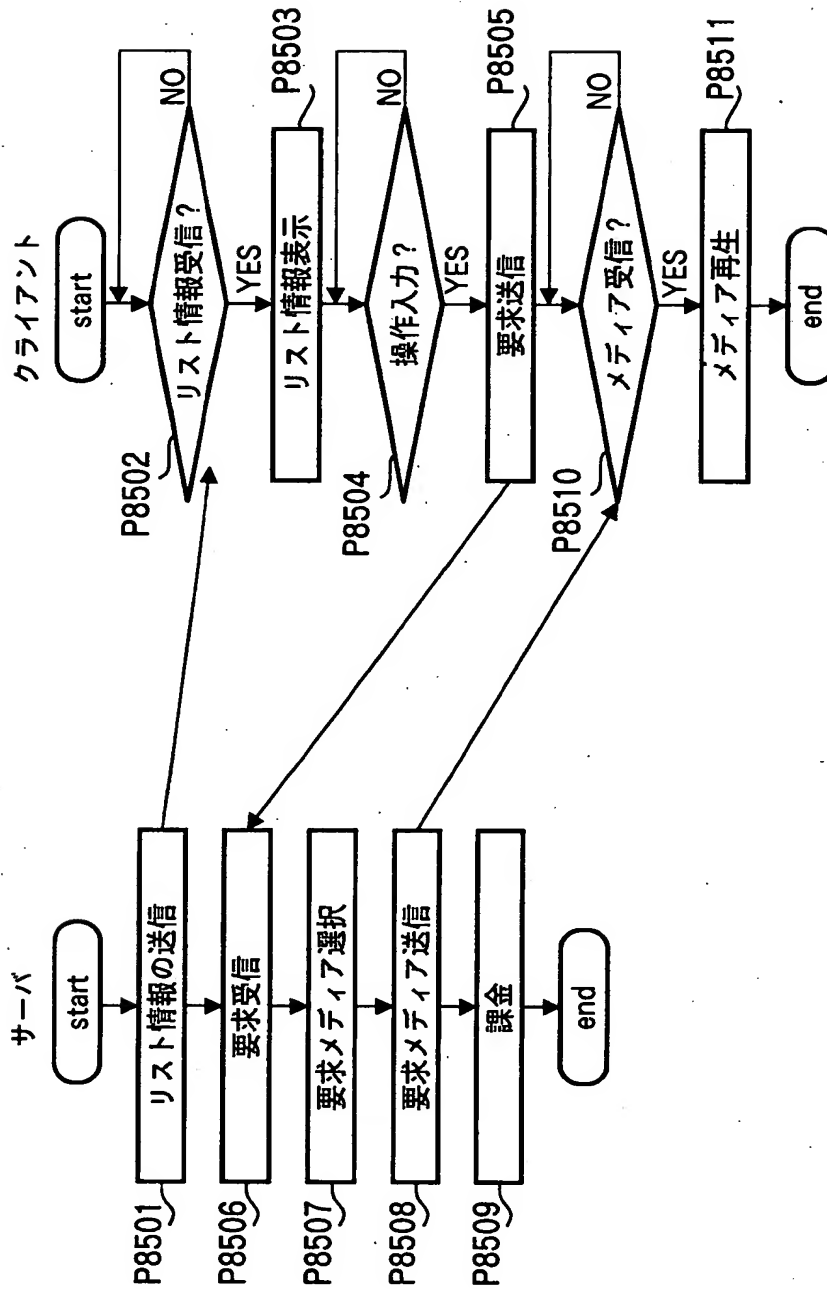 サーバ
start
P8501
リスト情報の送信
P8506
要求受信
P8507
要求メディア選択
P8508
要求メディア送信
P8509
課金
end
クライアント
start
P8502
リスト情報受信？
NO
YES
リスト情報表示
P8503
P8504
操作入力？
NO
YES
要求送信
P8505
P8510
メディア受信？
NO
YES
メディア再生
P8511
end